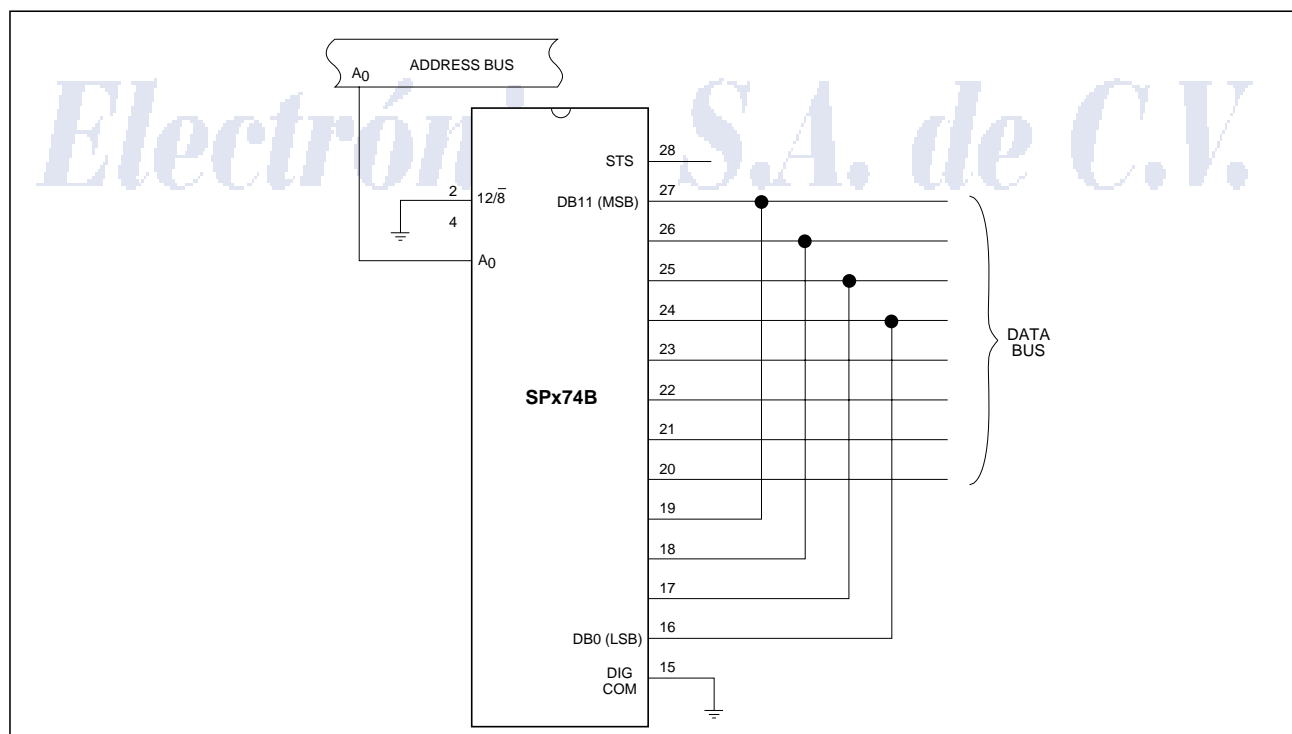 ADDRESS BUS
A0
Electrón S.A. de C.V.
STS 28
2 12/8̅
DB11 (MSB) 27
4
26
A0
25
24
23
DATA
BUS
22
SPx74B
21
20
19
18
17
DB0 (LSB) 16
DIG
COM
15